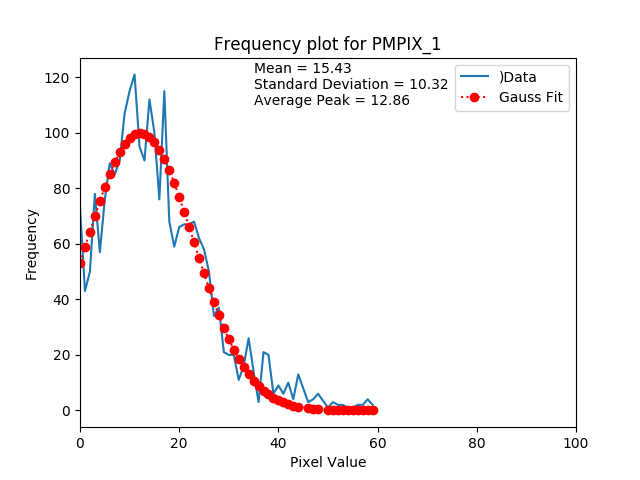 Frequency plot for PMPIX_1
Mean = 15.43
Standard Deviation = 10.32
Average Peak = 12.86
)Data
Gauss Fit
Frequency
120
100
80
60
40
20
0
0 20 40 60 80 100
Pixel Value